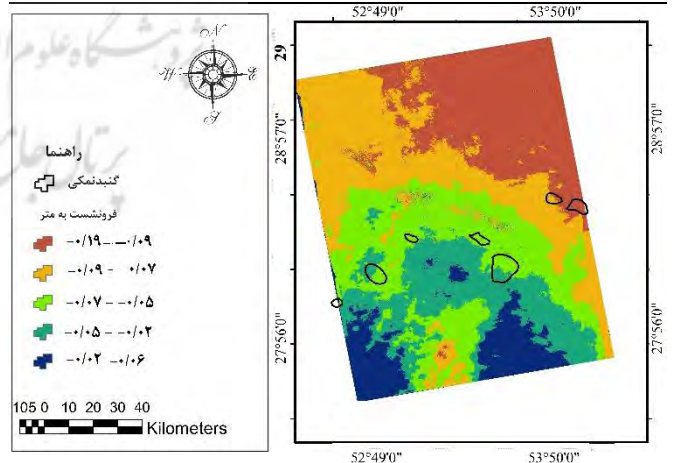 N
W E
S
راهنما
گنبدنمکی
فرونشست به متر
-۰/۱۹ -–۰/۰۹
-۰/۰۹ - ۰/۰۷
-۰/۰۷ - -۰/۰۵
-۰/۰۵ - -۰/۰۲
-۰/۰۲ -۰/۰۶
105 0 10 20 30 40
Kilometers
52°49'0" 53°50'0"
29
28°57'0" 28°57'0"
27°56'0" 27°56'0"
52°49'0" 53°50'0"